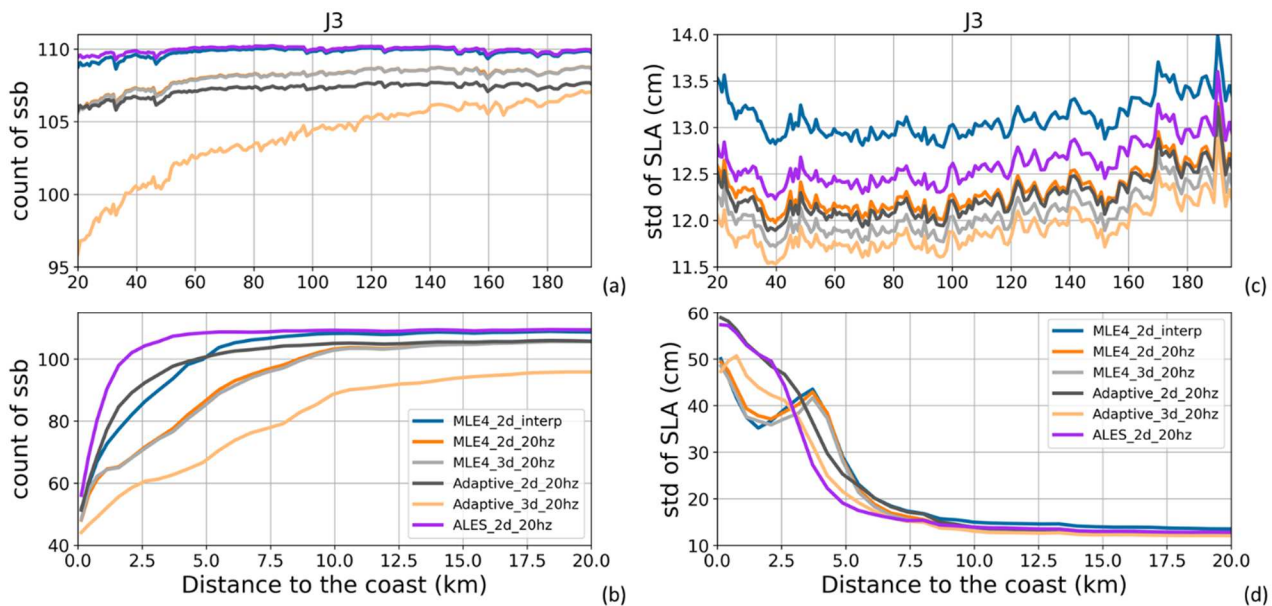 J3
count of ssb
110
105
100
95
20 40 60 80 100 120 140 160 180
(a)
J3
std of SLA (cm)
14.0
13.5
13.0
12.5
12.0
11.5
20 40 60 80 100 120 140 160 180
(c)
count of ssb
100
80
60
40
MLE4_2d_interp
MLE4_2d_20hz
MLE4_3d_20hz
Adaptive_2d_20hz
Adaptive_3d_20hz
ALES_2d_20hz
0.0 2.5 5.0 7.5 10.0 12.5 15.0 17.5 20.0
Distance to the coast (km)
(b)
std of SLA (cm)
60
50
40
30
20
10
MLE4_2d_interp
MLE4_2d_20hz
MLE4_3d_20hz
Adaptive_2d_20hz
Adaptive_3d_20hz
ALES_2d_20hz
0.0 2.5 5.0 7.5 10.0 12.5 15.0 17.5 20.0
Distance to the coast (km)
(d)